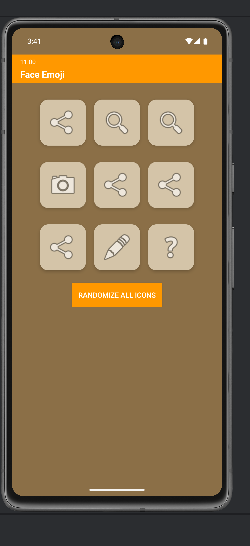 3:41
Face Emoji
?
RANDOMIZE ALL ICONS